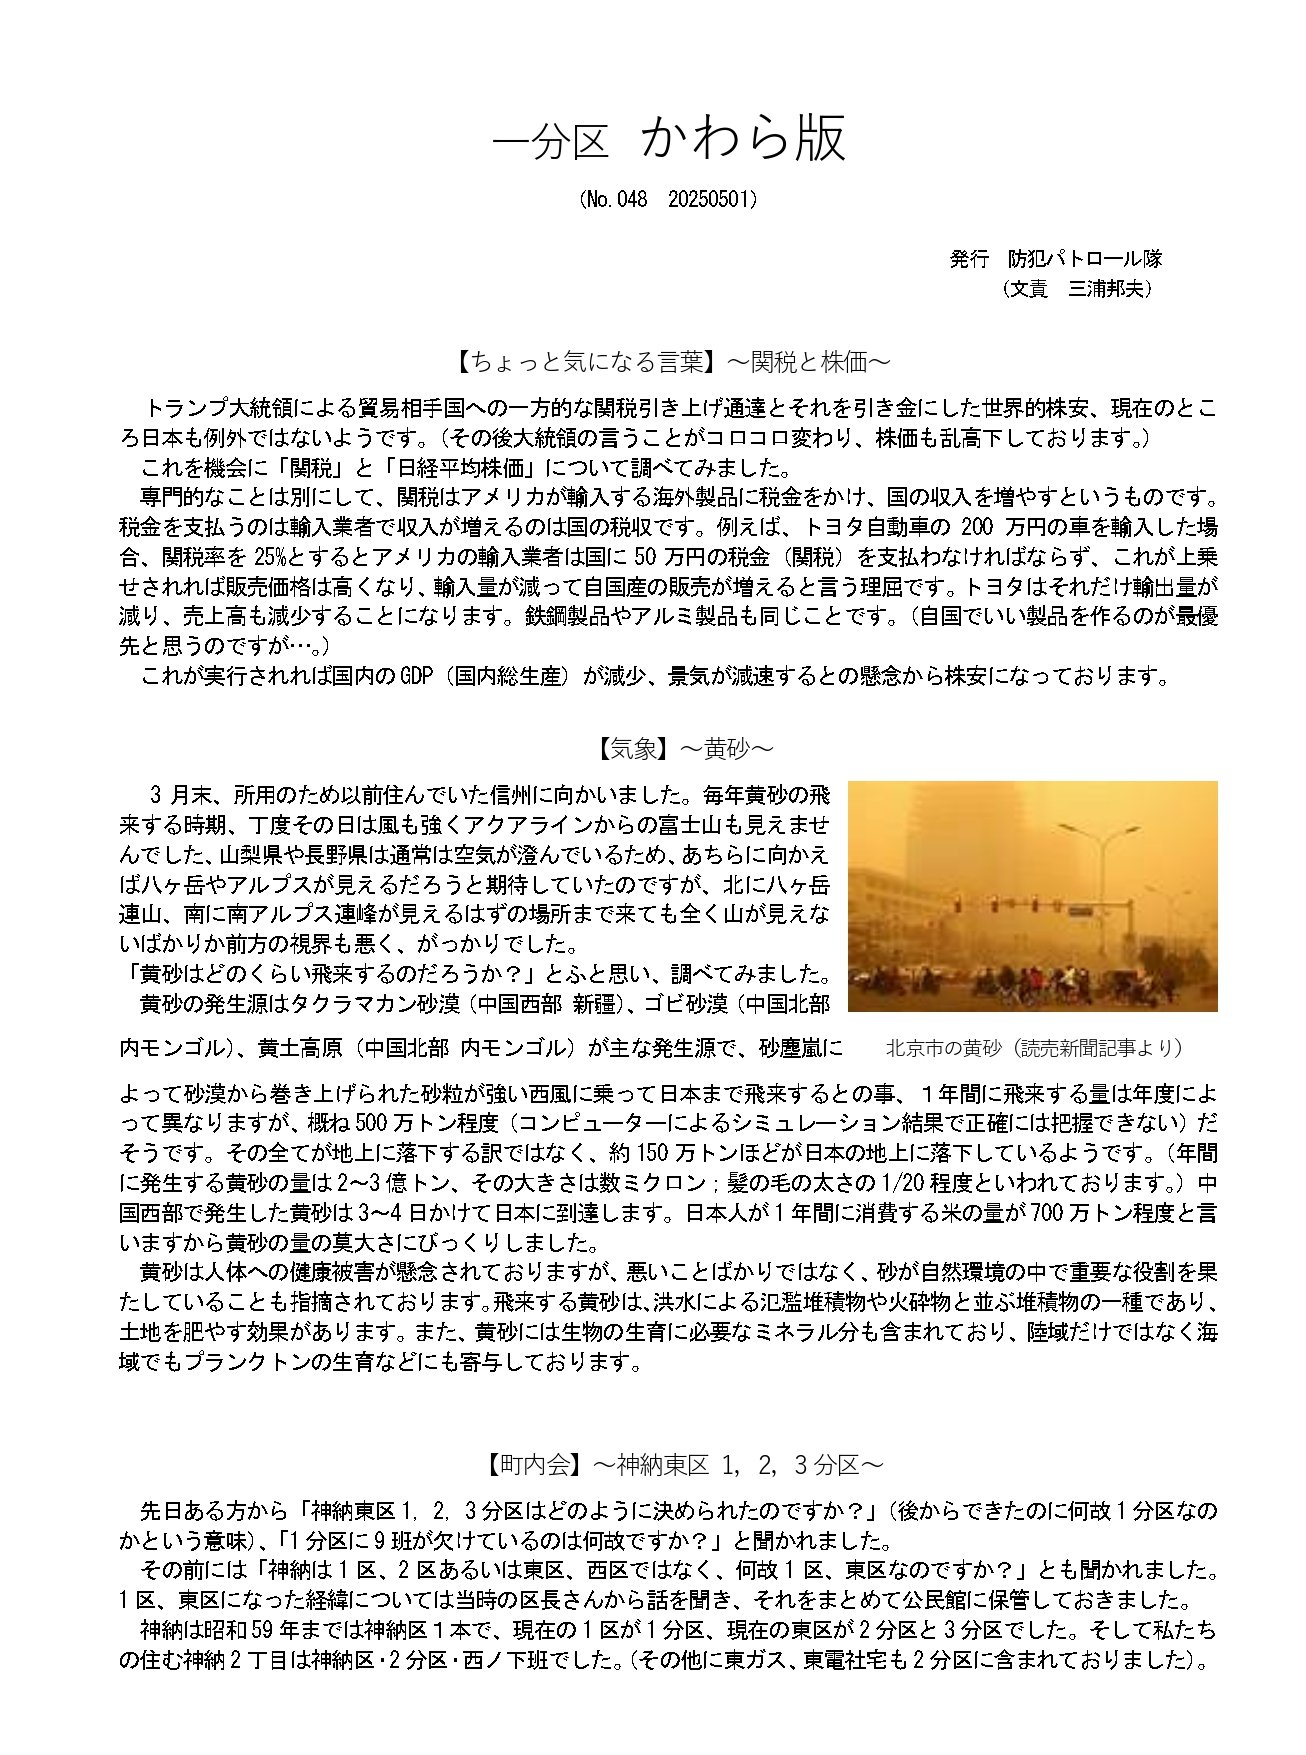 一分区 かわら版
（No.048　20250501）
発行　防犯パトロール隊
（文責　三浦邦夫）
【ちょっと気になる言葉】～関税と株価～
　トランプ大統領による貿易相手国への一方的な関税引き上げ通達とそれを引き金にした世界的株安、現在のとこ
ろ日本も例外ではないようです。（その後大統領の言うことがコロコロ変わり、株価も乱高下しております。）
　これを機会に「関税」と「日経平均株価」について調べてみました。
　専門的なことは別にして、関税はアメリカが輸入する海外製品に税金をかけ、国の収入を増やすというものです。
税金を支払うのは輸入業者で収入が増えるのは国の税収です。例えば、トヨタ自動車の 200 万円の車を輸入した場
合、関税率を 25%とするとアメリカの輸入業者は国に 50 万円の税金（関税）を支払わなければならず、これが上乗
せされれば販売価格は高くなり、輸入量が減って自国産の販売が増えると言う理屈です。トヨタはそれだけ輸出量が
減り、売上高も減少することになります。鉄鋼製品やアルミ製品も同じことです。（自国でいい製品を作るのが最優
先と思うのですが…。）
　これが実行されれば国内の GDP（国内総生産）が減少、景気が減速するとの懸念から株安になっております。
【気象】～黄砂～
　3 月末、所用のため以前住んでいた信州に向かいました。毎年黄砂の飛
来する時期、丁度その日は風も強くアクアラインからの富士山も見えませ
んでした、山梨県や長野県は通常は空気が澄んでいるため、あちらに向かえ
ば八ヶ岳やアルプスが見えるだろうと期待していたのですが、北に八ヶ岳
連山、南に南アルプス連峰が見えるはずの場所まで来ても全く山が見えな
いばかりか前方の視界も悪く、がっかりでした。
「黄砂はどのくらい飛来するのだろうか？」とふと思い、調べてみました。
　黄砂の発生源はタクラマカン砂漠（中国西部 新疆）、ゴビ砂漠（中国北部
内モンゴル）、黄土高原（中国北部 内モンゴル）が主な発生源で、砂塵嵐に
北京市の黄砂（読売新聞記事より）
よって砂漠から巻き上げられた砂粒が強い西風に乗って日本まで飛来するとの事、１年間に飛来する量は年度によ
って異なりますが、概ね 500 万トン程度（コンピューターによるシミュレーション結果で正確には把握できない）だ
そうです。その全てが地上に落下する訳ではなく、約 150 万トンほどが日本の地上に落下しているようです。（年間
に発生する黄砂の量は 2～3 億トン、その大きさは数ミクロン；髪の毛の太さの 1/20 程度といわれております。）中
国西部で発生した黄砂は 3～4 日かけて日本に到達します。日本人が 1 年間に消費する米の量が 700 万トン程度と言
いますから黄砂の量の莫大さにびっくりしました。
　黄砂は人体への健康被害が懸念されておりますが、悪いことばかりではなく、砂が自然環境の中で重要な役割を果
たしていることも指摘されております。飛来する黄砂は、洪水による氾濫堆積物や火砕物と並ぶ堆積物の一種であり、
土地を肥やす効果があります。また、黄砂には生物の生育に必要なミネラル分も含まれており、陸域だけではなく海
域でもプランクトンの生育などにも寄与しております。
【町内会】～神納東区 1，2，3 分区～
　先日ある方から「神納東区 1，2，3 分区はどのように決められたのですか？」（後からできたのに何故 1 分区なの
かという意味）、「1 分区に 9 班が欠けているのは何故ですか？」と聞かれました。
　その前には「神納は 1 区、2 区あるいは東区、西区ではなく、何故 1 区、東区なのですか？」とも聞かれました。
1 区、東区になった経緯については当時の区長さんから話を聞き、それをまとめて公民館に保管しておきました。
　神納は昭和 59 年までは神納区１本で、現在の 1 区が 1 分区、現在の東区が 2 分区と 3 分区でした。そして私たち
の住む神納 2 丁目は神納区・2 分区・西ノ下班でした。（その他に東ガス、東電社宅も 2 分区に含まれておりました）。